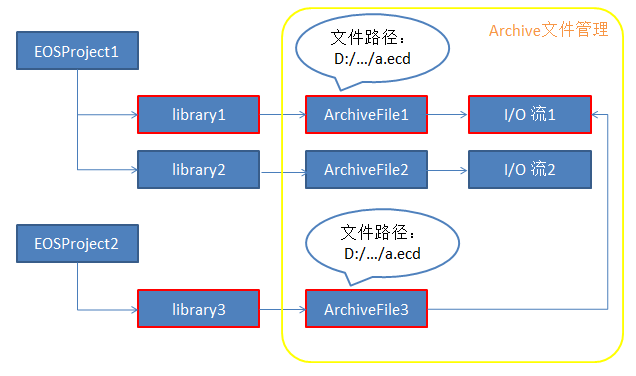 Archive文件管理
文件路径：
D:/.../a.ecd
EOSProject1
library1
ArchiveFile1
I/O 流1
library2
ArchiveFile2
I/O 流2
文件路径：
D:/.../a.ecd
EOSProject2
library3
ArchiveFile3